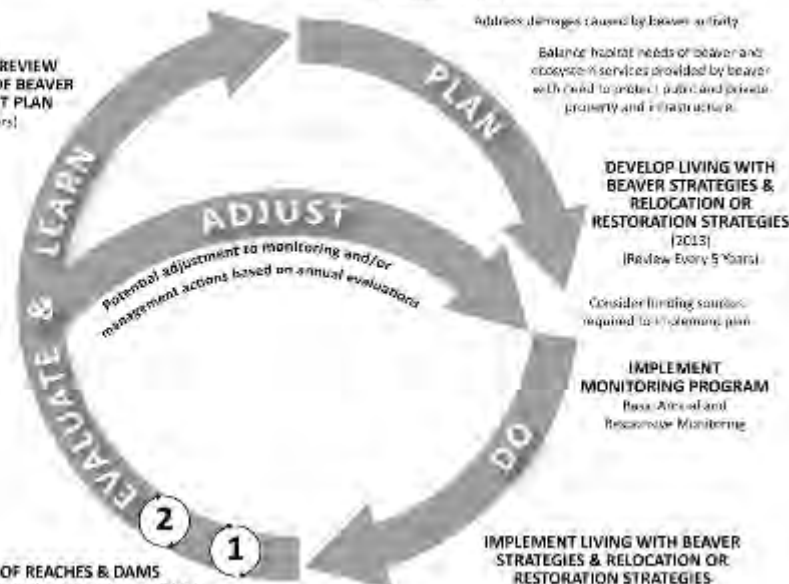 Address damages caused by beaver activity
Balance habitat needs of beaver and
ecosystem services provided by beaver
with need to protect public and private
property and infrastructure.
REVIEW
OF BEAVER
T PLAN
rs)
PLAN
DEVELOP LIVING WITH
BEAVER STRATEGIES &
RELOCATION OR
RESTORATION STRATEGIES
(2013)
(Review Every 5 Years)
Consider funding sources
required to implement plan
ADJUST
Potential adjustment to monitoring and/or
management actions based on annual evaluations
IMPLEMENT
MONITORING PROGRAM
Basic Annual and
Responsive Monitoring
DO
EVALUATE & LEARN
2
1
IMPLEMENT LIVING WITH BEAVER
STRATEGIES & RELOCATION OR
RESTORATION STRATEGIES
OF REACHES & DAMS